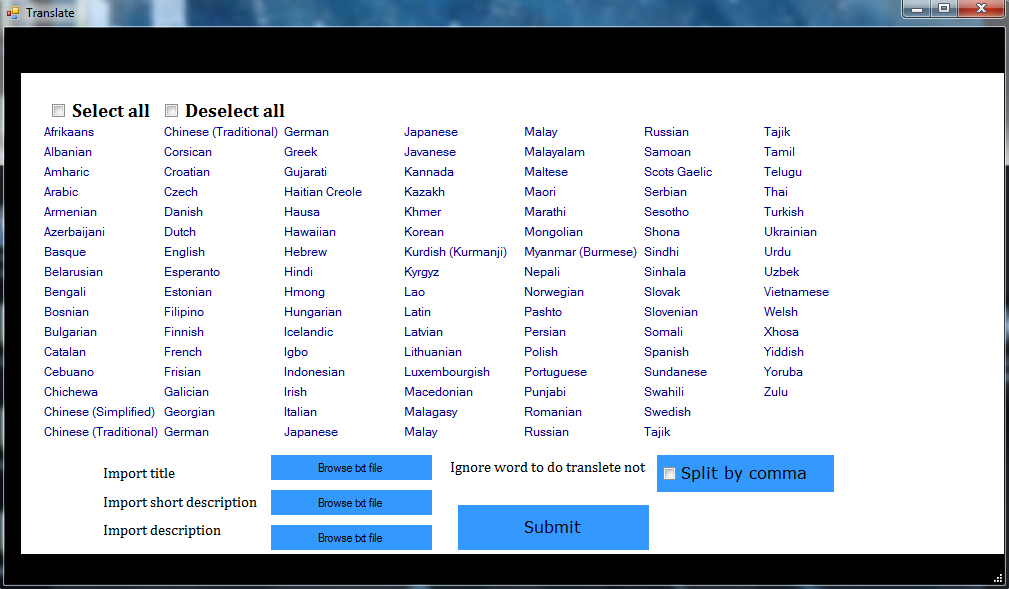 Translate
Select all Deselect all
Afrikaans Chinese (Traditional) German Japanese Malay Russian Tajik
Albanian Corsican Greek Javanese Malayalam Samoan Tamil
Amharic Croatian Gujarati Kannada Maltese Scots Gaelic Telugu
Arabic Czech Haitian Creole Kazakh Maori Serbian Thai
Armenian Danish Hausa Khmer Marathi Sesotho Turkish
Azerbaijani Dutch Hawaiian Korean Mongolian Shona Ukrainian
Basque English Hebrew Kurdish (Kurmanji) Myanmar (Burmese) Sindhi Urdu
Belarusian Esperanto Hindi Kyrgyz Nepali Sinhala Uzbek
Bengali Estonian Hmong Lao Norwegian Slovak Vietnamese
Bosnian Filipino Hungarian Latin Pashto Slovenian Welsh
Bulgarian Finnish Icelandic Latvian Persian Somali Xhosa
Catalan French Igbo Lithuanian Polish Spanish Yiddish
Cebuano Frisian Indonesian Luxembourgish Portuguese Sundanese Yoruba
Chichewa Galician Irish Macedonian Punjabi Swahili Zulu
Chinese (Simplified) Georgian Italian Malagasy Romanian Swedish
Chinese (Traditional) German Japanese Malay Russian Tajik
Import title Browse txt file Ignore word to do translete not Split by comma
Import short description Browse txt file
Import description Browse txt file Submit